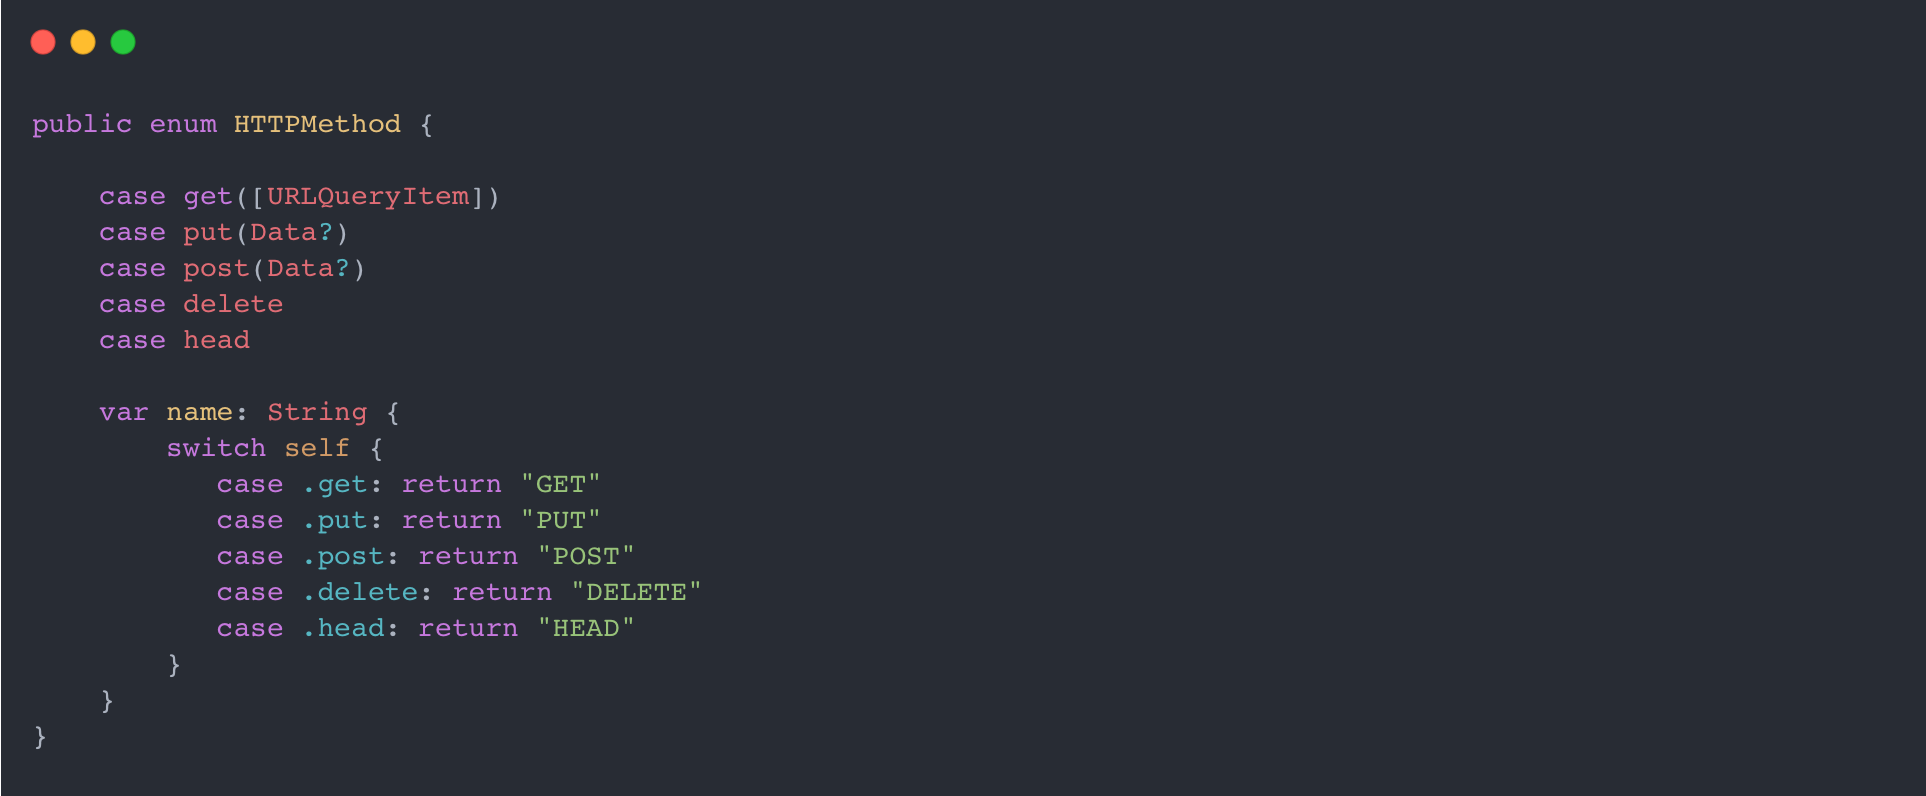 public enum HTTPMethod {
case get([URLQueryItem])
case put(Data?)
case post(Data?)
case delete
case head
var name: String {
switch self {
case .get: return "GET"
case .put: return "PUT"
case .post: return "POST"
case .delete: return "DELETE"
case .head: return "HEAD"
}
}
}